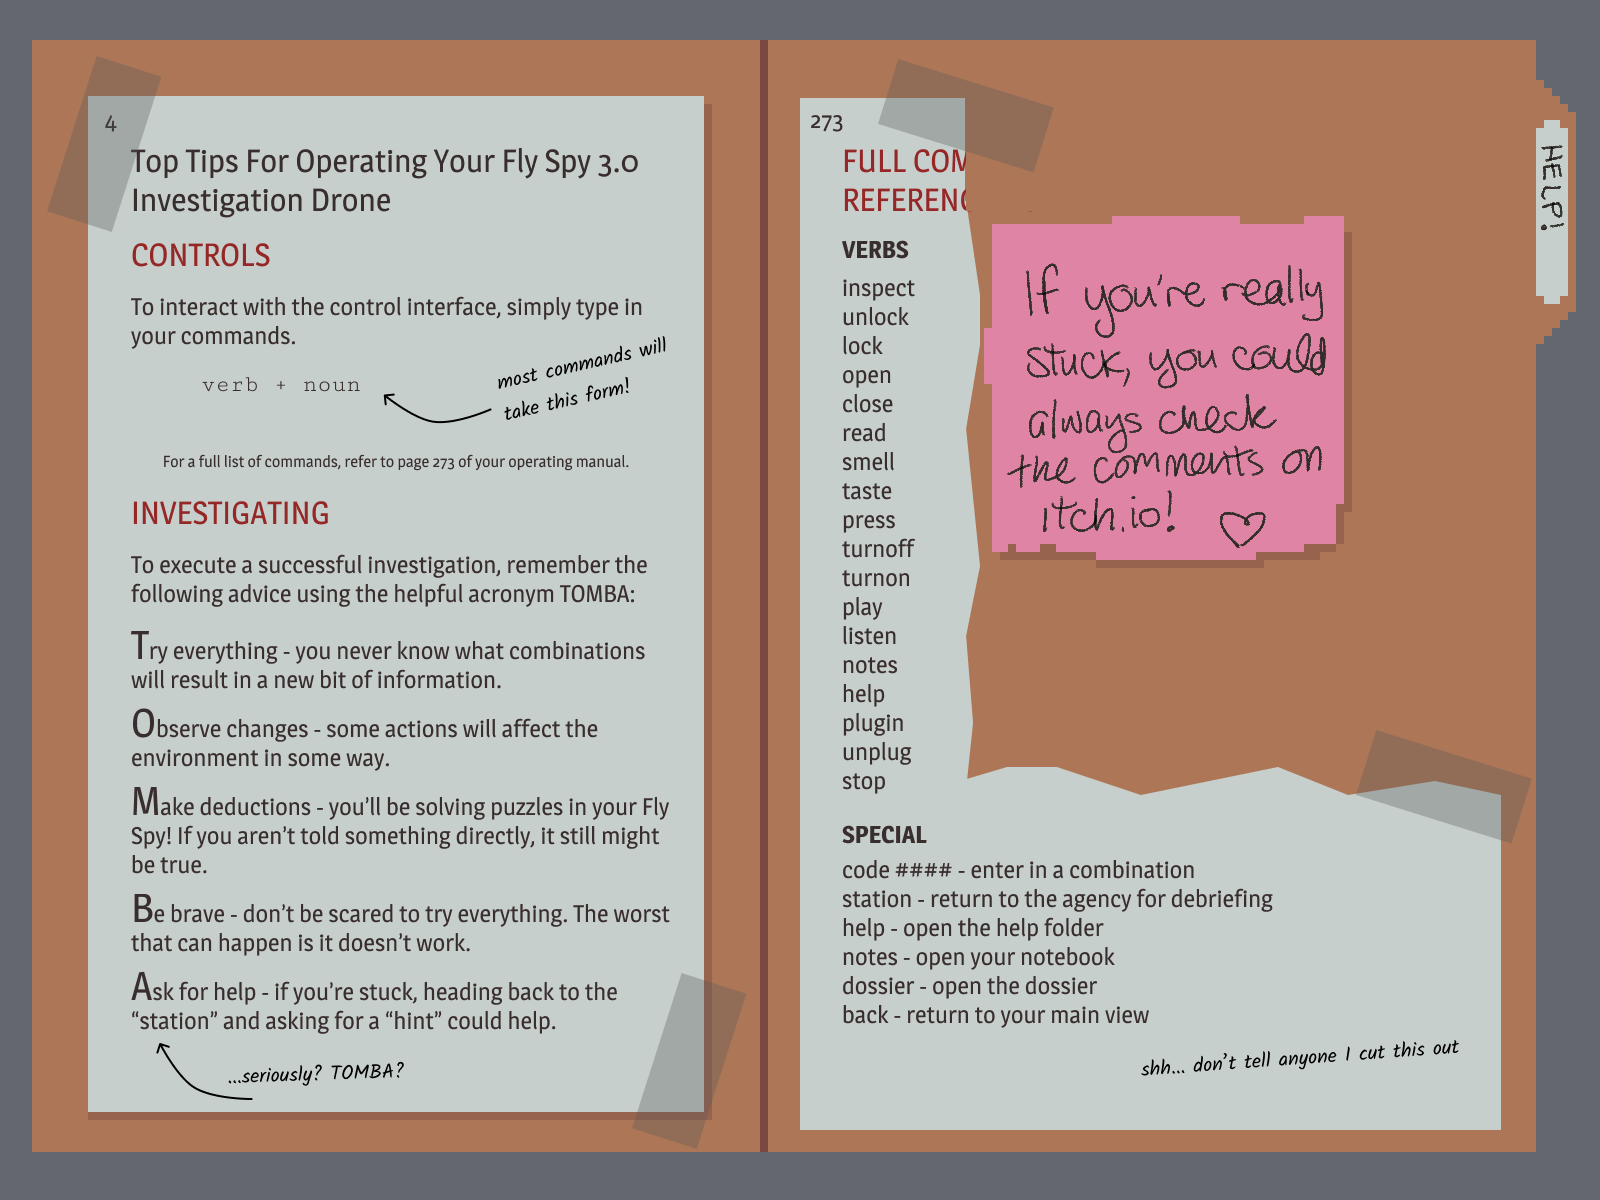 4
Top Tips For Operating Your Fly Spy 3.0
Investigation Drone
CONTROLS
To interact with the control interface, simply type in
your commands.
verb + noun
most commands will
take this form!
For a full list of commands, refer to page 273 of your operating manual.
INVESTIGATING
To execute a successful investigation, remember the
following advice using the helpful acronym TOMBA:
Try everything - you never know what combinations
will result in a new bit of information.
Observe changes - some actions will affect the
environment in some way.
Make deductions - you'll be solving puzzles in your Fly
Spy! If you aren't told something directly, it still might
be true.
Be brave - don't be scared to try everything. The worst
that can happen is it doesn't work.
Ask for help - if you're stuck, heading back to the
“station” and asking for a “hint” could help.
...seriously? TOMBA?
273
FULL COM
REFERENC
VERBS
inspect
unlock
lock
open
close
read
smell
taste
press
turnoff
turnon
play
listen
notes
help
plugin
unplug
stop
SPECIAL
code #### - enter in a combination
station - return to the agency for debriefing
help - open the help folder
notes - open your notebook
dossier - open the dossier
back - return to your main view
shh... don't tell anyone I cut this out
If you're really
stuck, you could
always check
the comments on
itch.io! ♡
HELP!